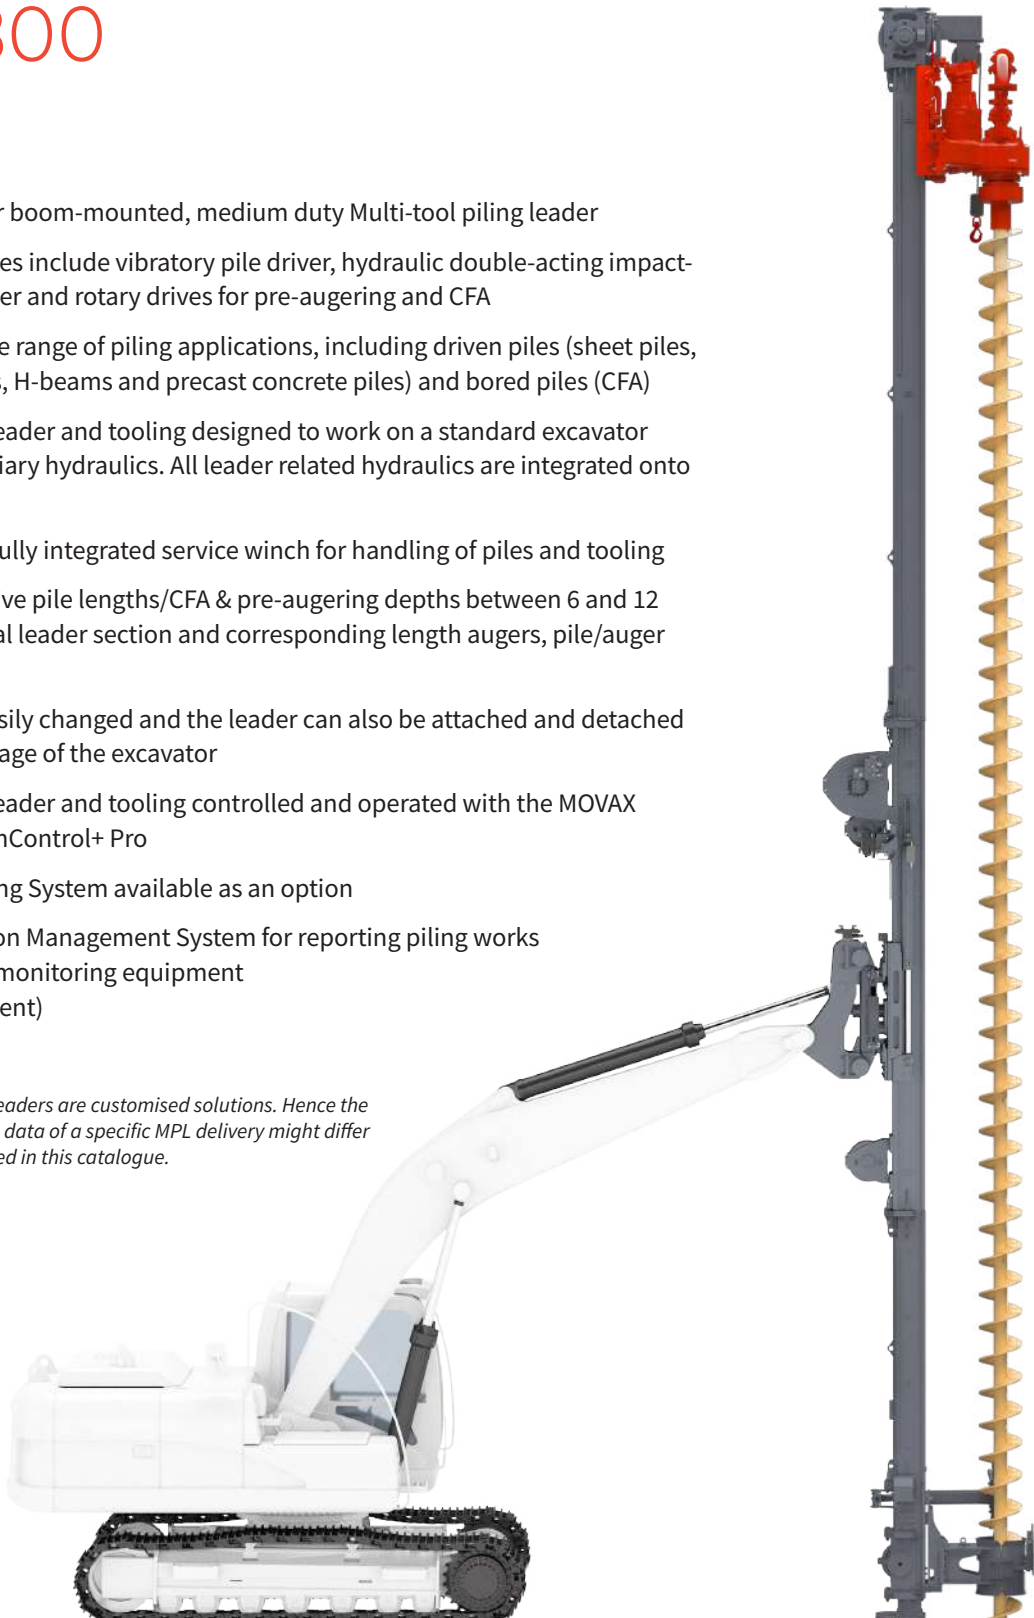 300
r boom-mounted, medium duty Multi-tool piling leader
es include vibratory pile driver, hydraulic double-acting impact-
er and rotary drives for pre-augering and CFA
e range of piling applications, including driven piles (sheet piles,
s, H-beams and precast concrete piles) and bored piles (CFA)
eader and tooling designed to work on a standard excavator
iary hydraulics. All leader related hydraulics are integrated onto
ully integrated service winch for handling of piles and tooling
ve pile lengths/CFA & pre-augering depths between 6 and 12
al leader section and corresponding length augers, pile/auger
sily changed and the leader can also be attached and detached
age of the excavator
eader and tooling controlled and operated with the MOVAX
nControl+ Pro
ng System available as an option
on Management System for reporting piling works
monitoring equipment
ent)
eaders are customised solutions. Hence the
data of a specific MPL delivery might differ
ed in this catalogue.